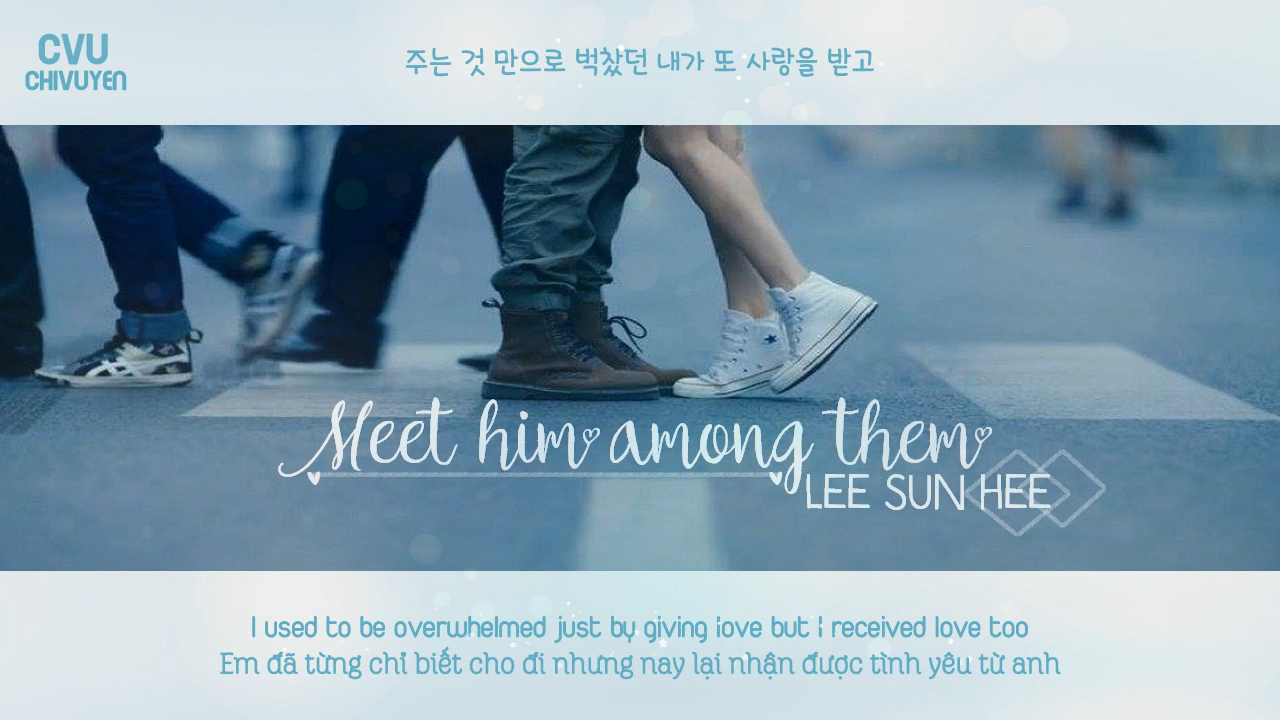 CVU
CHIVUYEN
주는 것 만으로 벅찼던 내가 또 사랑을 받고
Meet him among them
LEE SUN HEE
I used to be overwhelmed just by giving love but I received love too
Em đã từng chỉ biết cho đi nhưng nay lại nhận được tình yêu từ anh